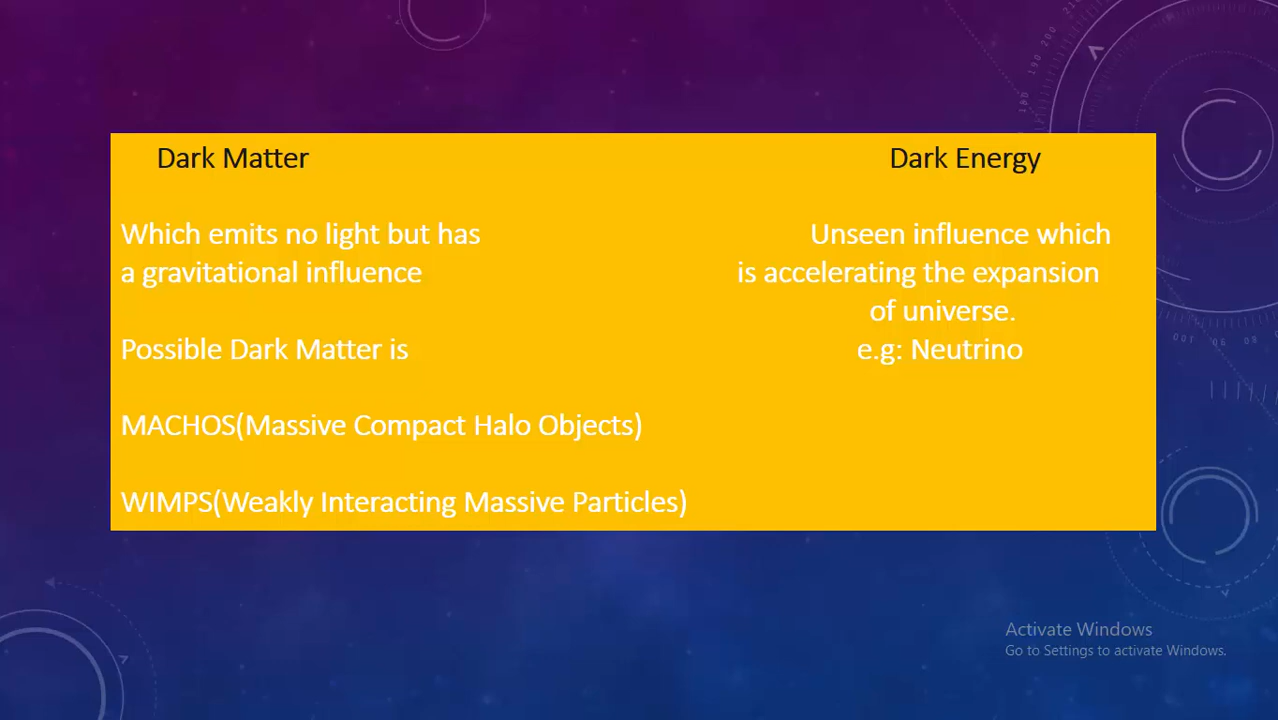 Dark Matter
Dark Energy
Which emits no light but has
a gravitational influence
Possible Dark Matter is
MACHOS(Massive Compact Halo Objects)
WIMPS(Weakly Interacting Massive Particles)
Unseen influence which
is accelerating the expansion
of universe.
e.g: Neutrino
Activate Windows
Go to Settings to activate Windows.